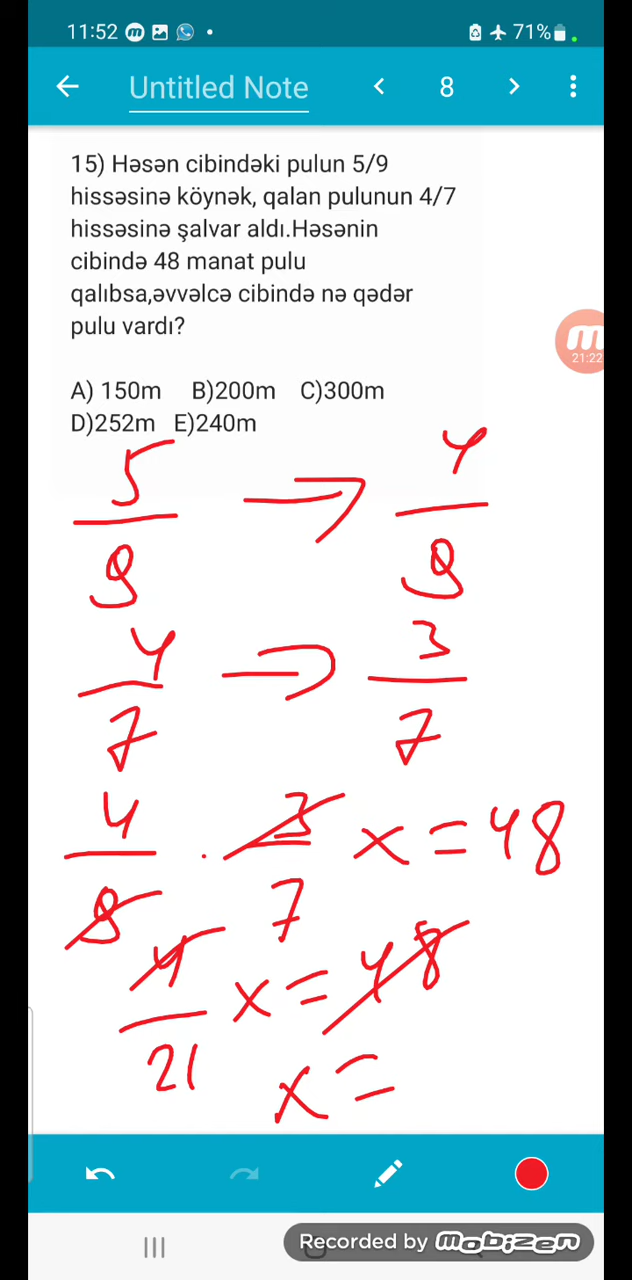 11:52 71%
Untitled Note < 8 >
15) Həsən cibindəki pulun 5/9
hissəsinə köynək, qalan pulunun 4/7
hissəsinə şalvar aldı.Həsənin
cibində 48 manat pulu
qalıbsa,əvvəlcə cibində nə qədər
pulu vardı?
21:22
A) 150m B)200m C)300m
D)252m E)240m
5/9 → 4/9
4/7 → 3/7
4/9 · 3/7 x = 48
4/21 x = 48
x =
Recorded by mobizen